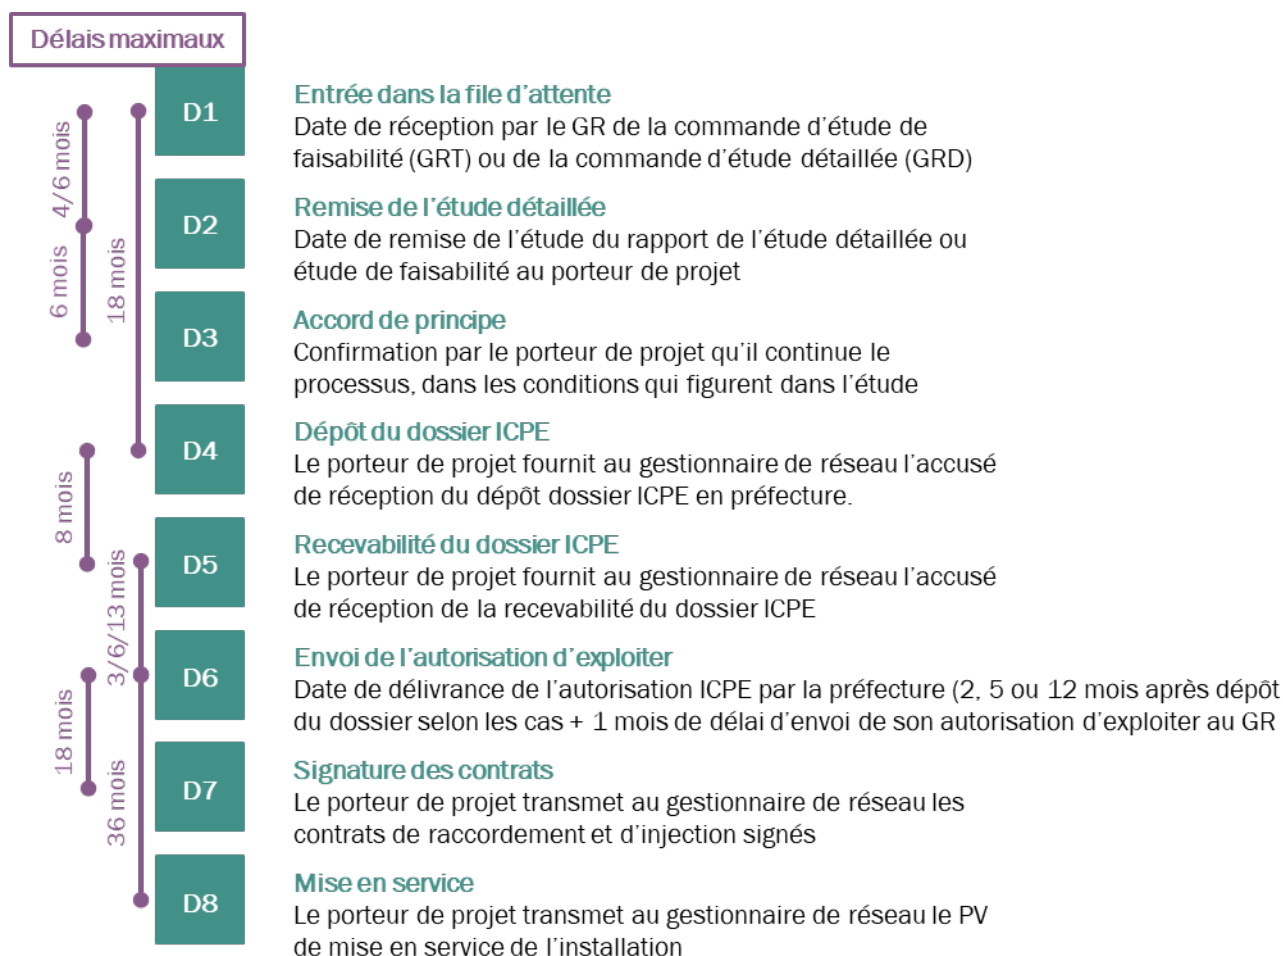 Délais maximaux
D1
Entrée dans la file d'attente
Date de réception par le GR de la commande d'étude de
faisabilité (GRT) ou de la commande d'étude détaillée (GRD)
4/6 mois
D2
Remise de l'étude détaillée
Date de remise de l'étude du rapport de l'étude détaillée ou
étude de faisabilité au porteur de projet
6 mois
18 mois
D3
Accord de principe
Confirmation par le porteur de projet qu'il continue le
processus, dans les conditions qui figurent dans l'étude
D4
Dépôt du dossier ICPE
Le porteur de projet fournit au gestionnaire de réseau l'accusé
de réception du dépôt dossier ICPE en préfecture.
8 mois
D5
Recevabilité du dossier ICPE
Le porteur de projet fournit au gestionnaire de réseau l'accusé
de réception de la recevabilité du dossier ICPE
3/6/13 mois
D6
Envoi de l'autorisation d'exploiter
Date de délivrance de l'autorisation ICPE par la préfecture (2, 5 ou 12 mois après dépôt
du dossier selon les cas + 1 mois de délai d'envoi de son autorisation d'exploiter au GR
18 mois
D7
Signature des contrats
Le porteur de projet transmet au gestionnaire de réseau les
contrats de raccordement et d'injection signés
36 mois
D8
Mise en service
Le porteur de projet transmet au gestionnaire de réseau le PV
de mise en service de l'installation